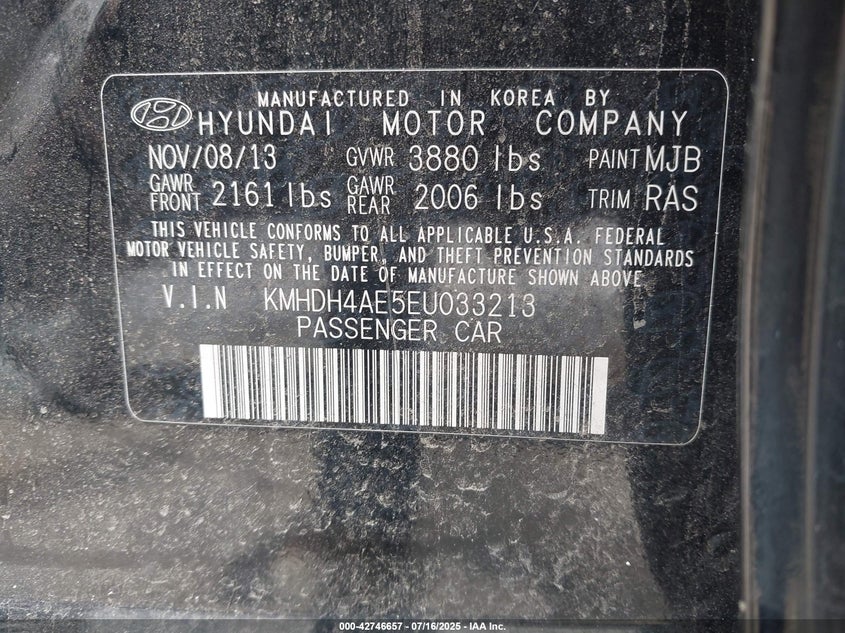 MANUFACTURED IN KOREA BY
HYUNDAI MOTOR COMPANY
NOV/08/13 GVWR 3880 lbs PAINT MJB
GAWR FRONT 2161 lbs GAWR REAR 2006 lbs TRIM RAS
THIS VEHICLE CONFORMS TO ALL APPLICABLE U.S.A. FEDERAL
MOTOR VEHICLE SAFETY, BUMPER, AND THEFT PREVENTION STANDARDS
IN EFFECT ON THE DATE OF MANUFACTURE SHOWN ABOVE
V.I.N KMHDH4AE5EU033213
PASSENGER CAR
000-42746657 - 07/16/2025 - IAA Inc.